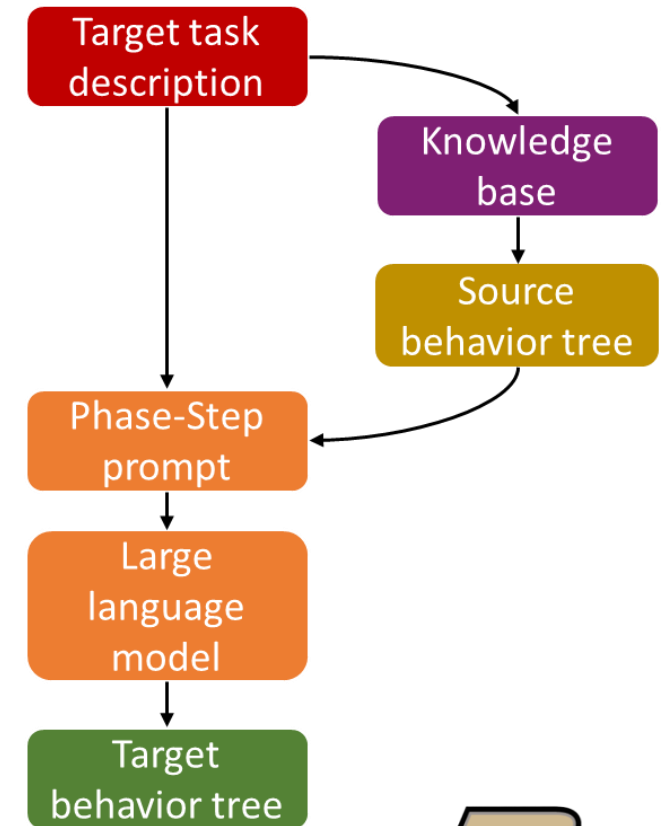 Target task
description
Knowledge
base
Source
behavior tree
Phase-Step
prompt
Large
language
model
Target
behavior tree